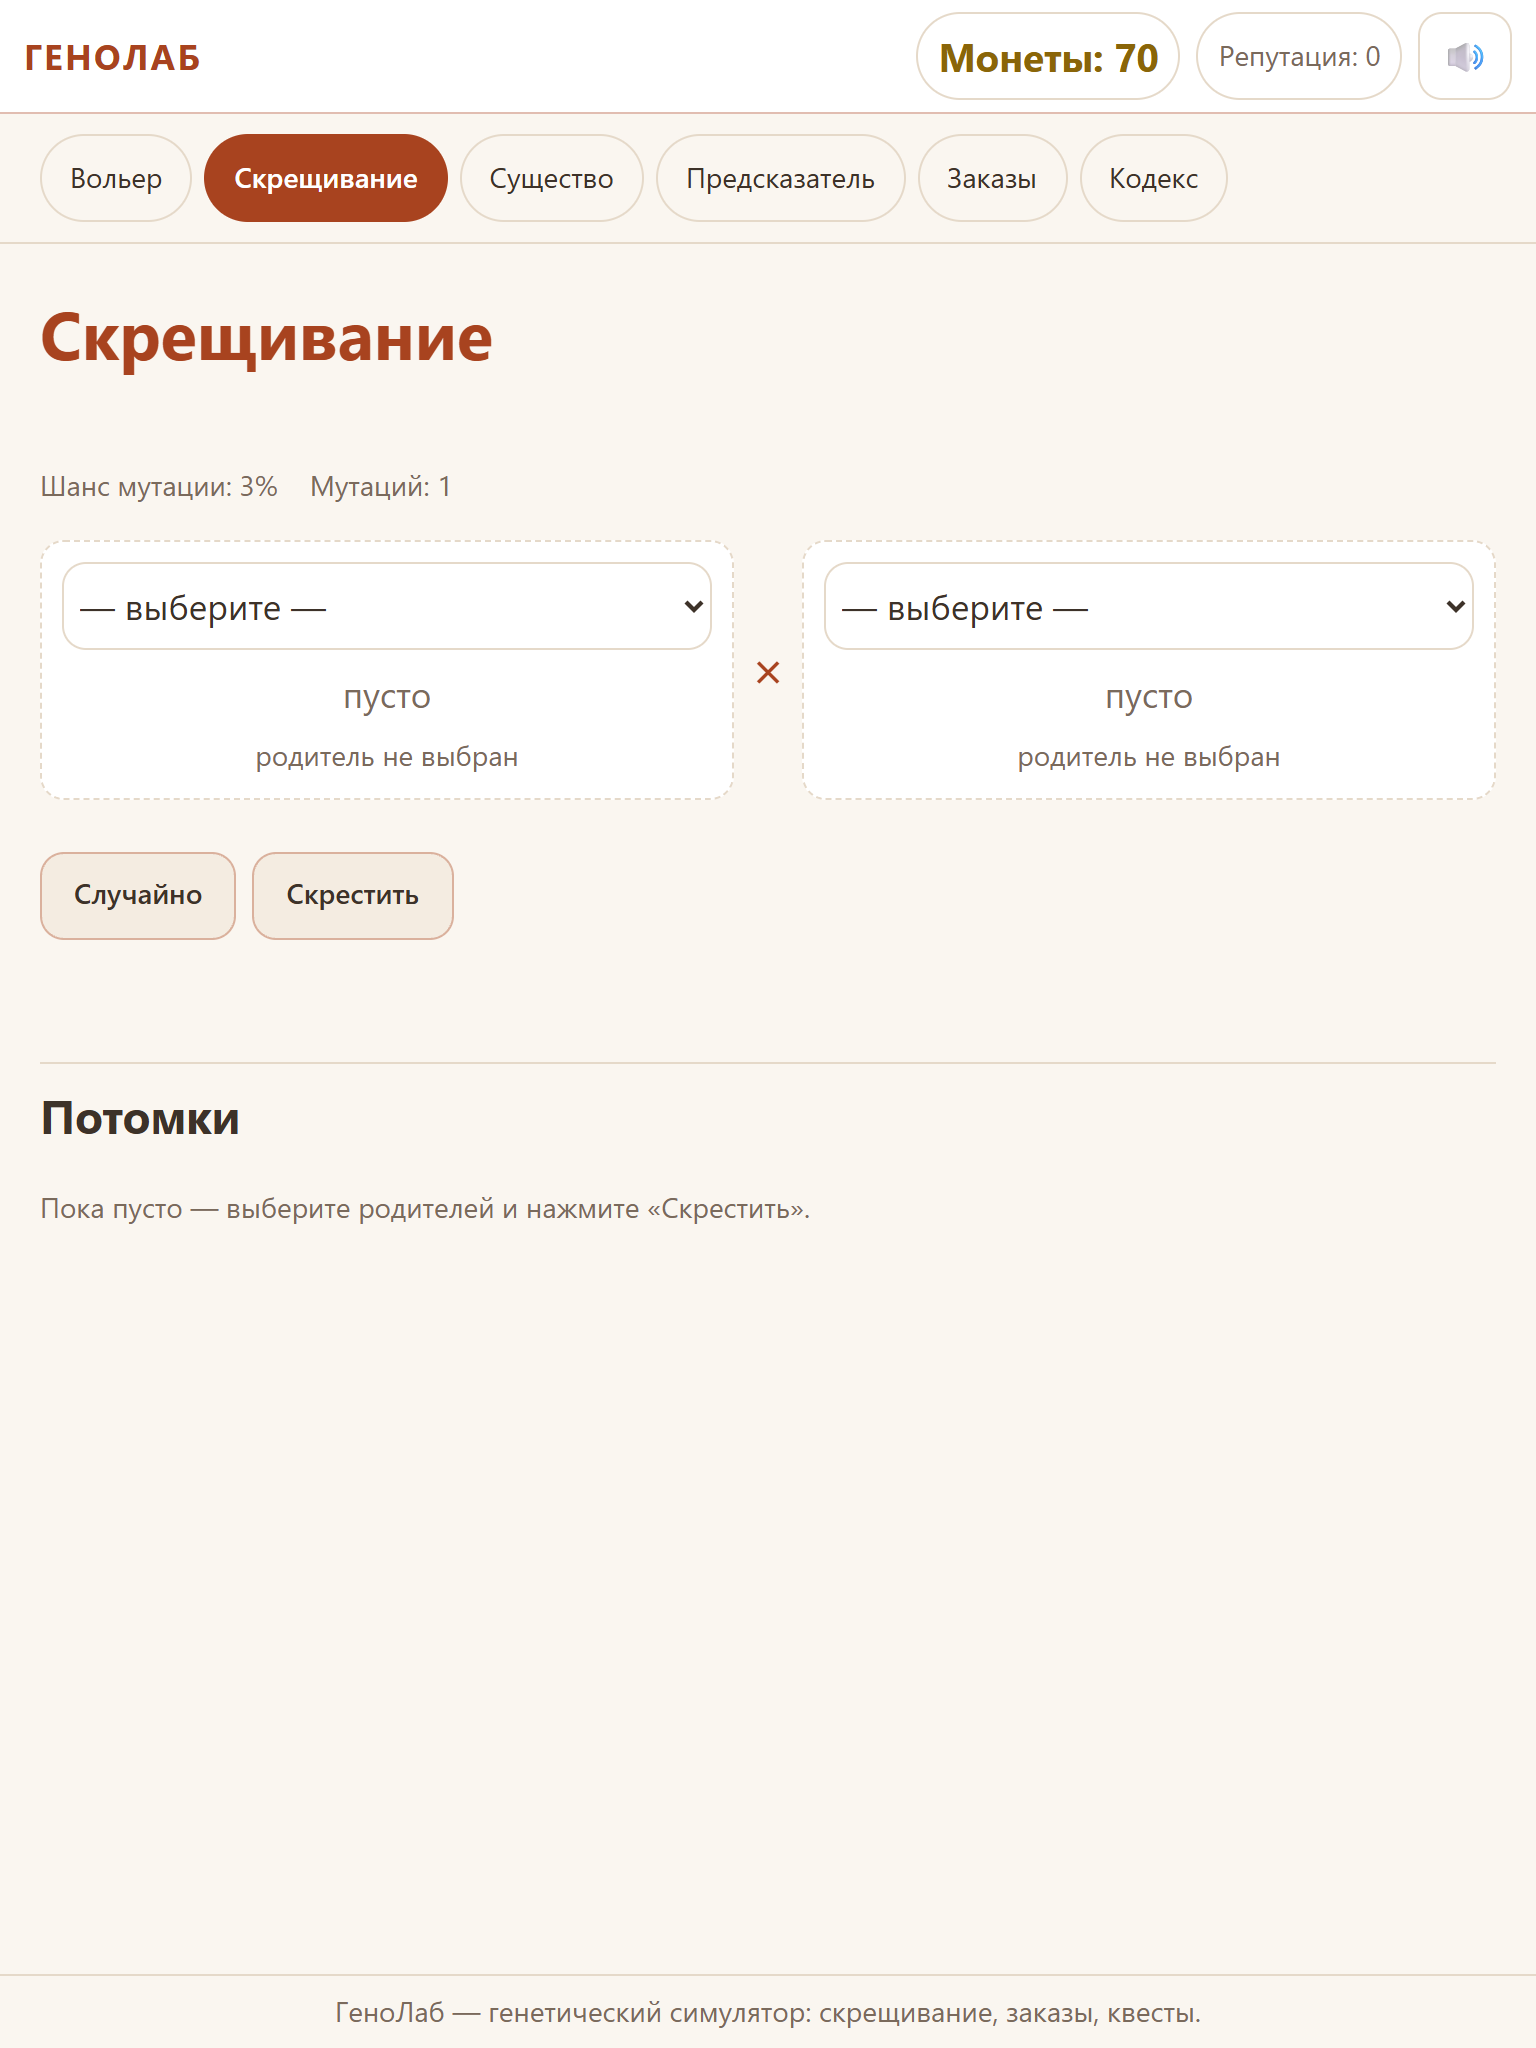 ГЕНОЛАБ
Монеты: 70
Репутация: 0
Вольер
Скрещивание
Существо
Предсказатель
Заказы
Кодекс
Скрещивание
Шанс мутации: 3% Мутаций: 1
— выберите —
пусто
родитель не выбран
×
— выберите —
пусто
родитель не выбран
Случайно
Скрестить
Потомки
Пока пусто — выберите родителей и нажмите «Скрестить».
ГеноЛаб — генетический симулятор: скрещивание, заказы, квесты.